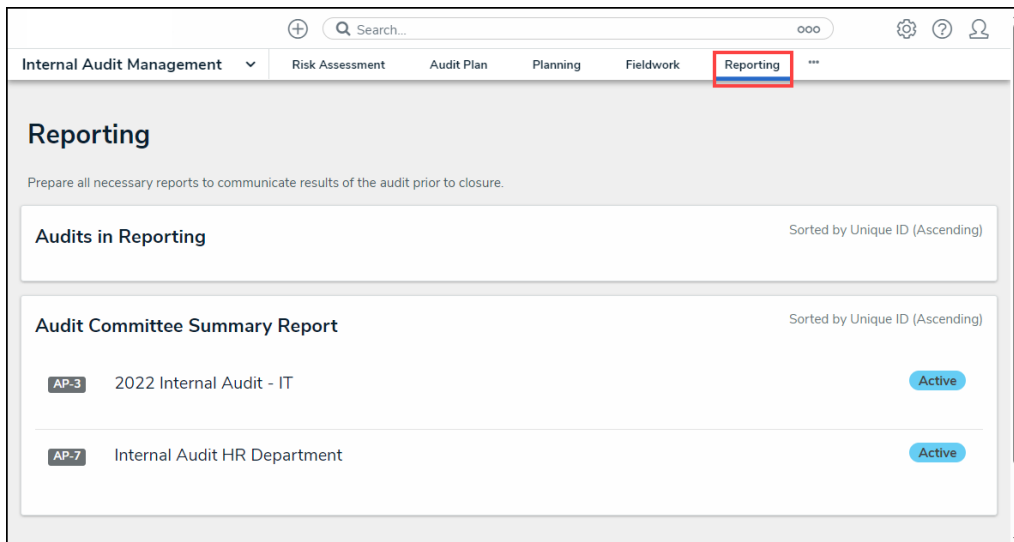 Search...
Internal Audit Management Risk Assessment Audit Plan Planning Fieldwork Reporting
Reporting
Prepare all necessary reports to communicate results of the audit prior to closure.
Audits in Reporting Sorted by Unique ID (Ascending)
Audit Committee Summary Report Sorted by Unique ID (Ascending)
AP-3 2022 Internal Audit - IT Active
AP-7 Internal Audit HR Department Active